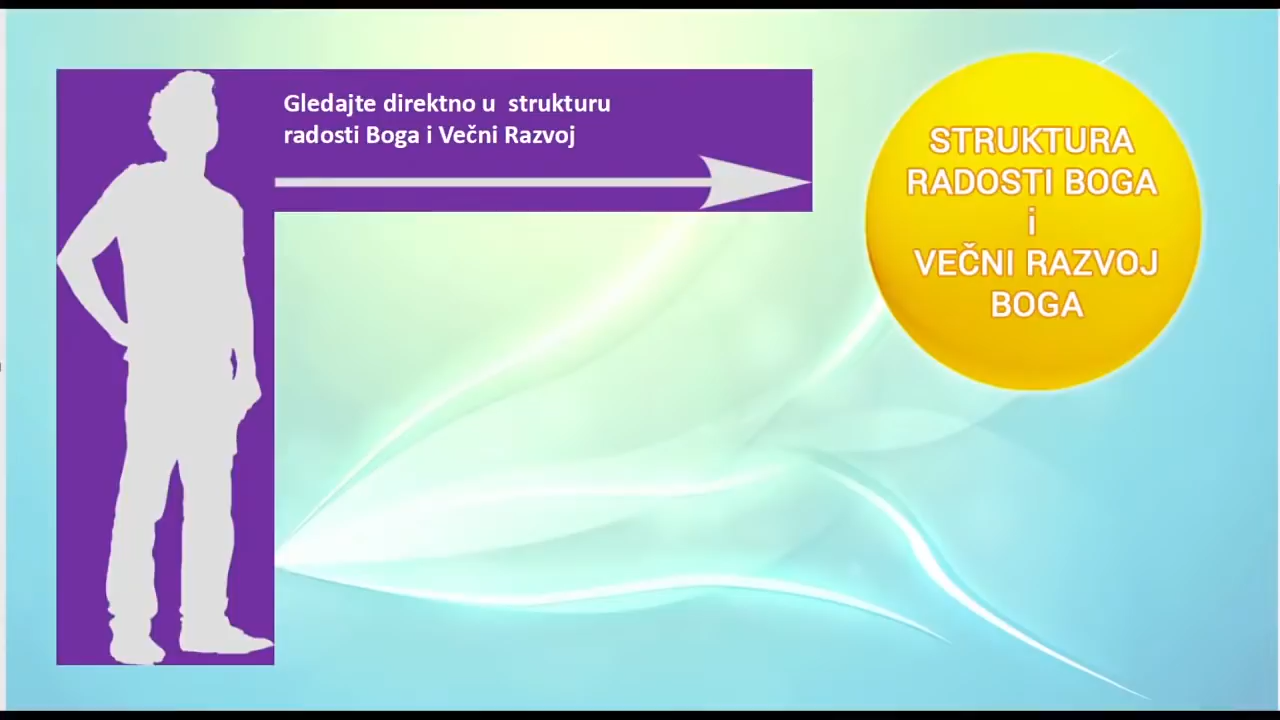 Gledajte direktno u  strukturu
radosti Boga i Večni Razvoj
STRUKTURA
RADOSTI BOGA
i
VEČNI RAZVOJ
BOGA